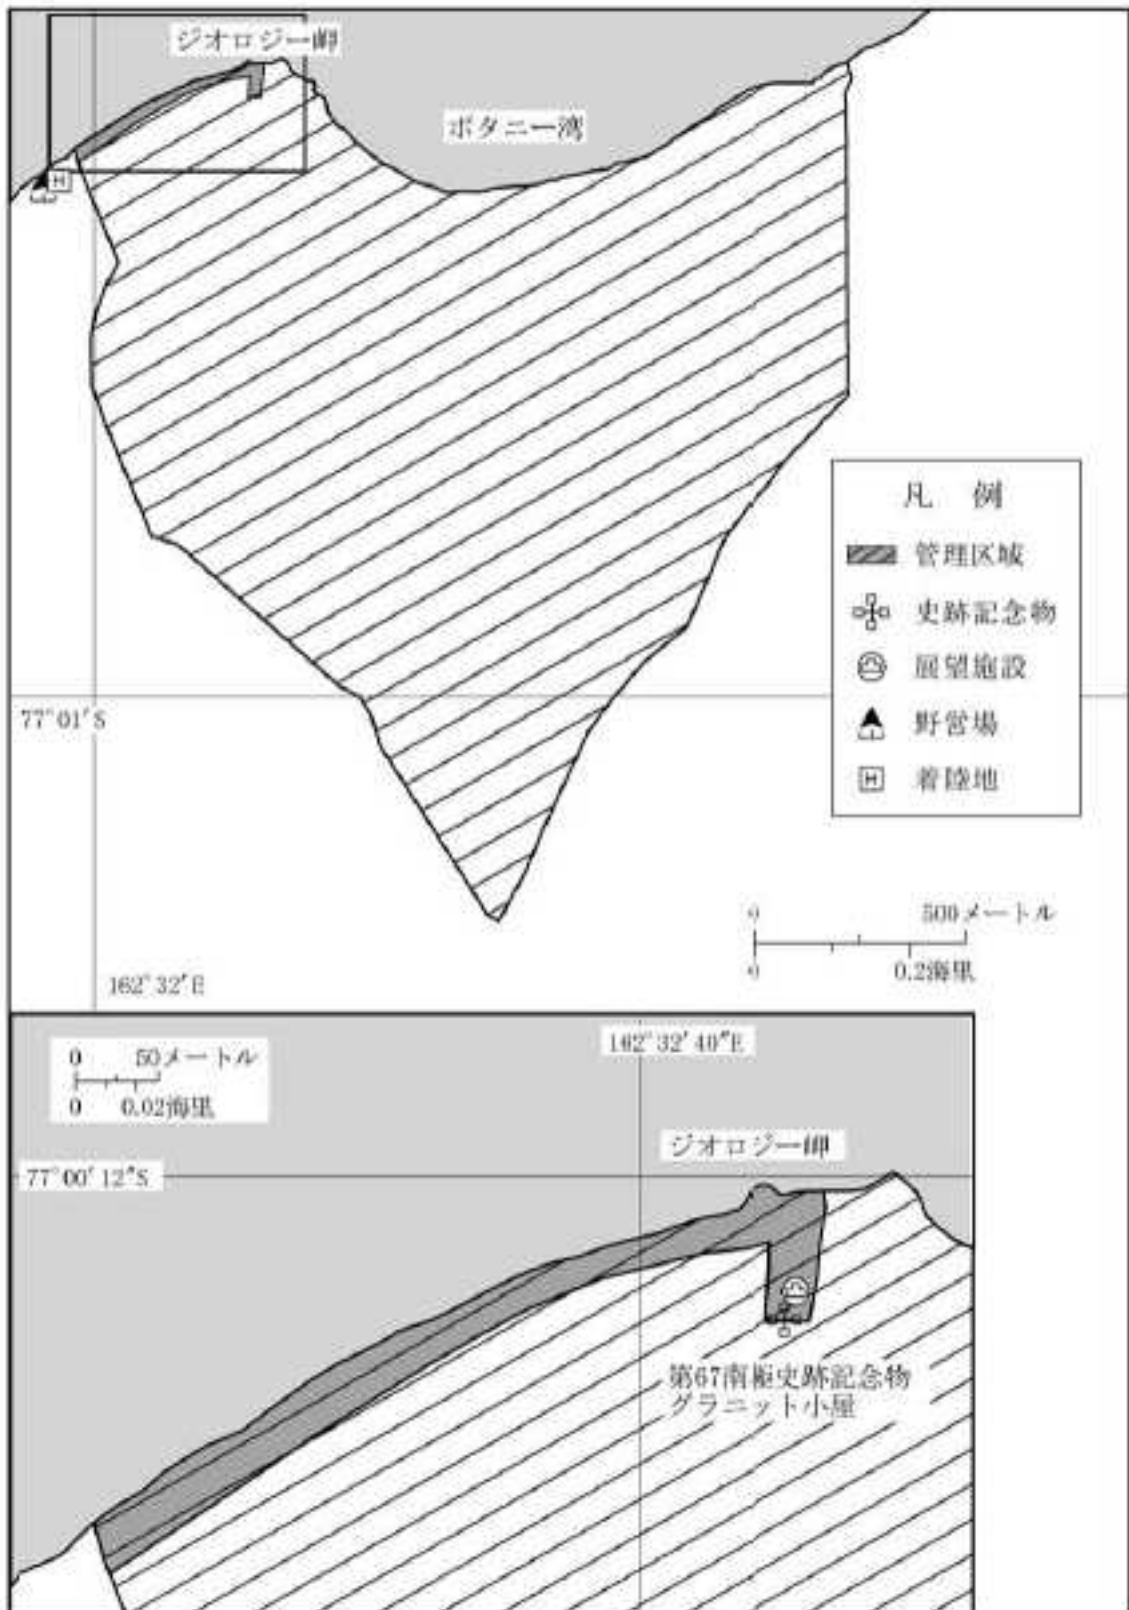 ジオロジー岬
ボタニー湾
H
凡 例
管理区域
史跡記念物
展望施設
野営場
H 着陸地
77°01′S
0 500メートル
0 0.2海里
162°32′E
0 50メートル
0 0.02海里
162°32′40″E
ジオロジー岬
77°00′12″S
第67南極史跡記念物
グラニット小屋